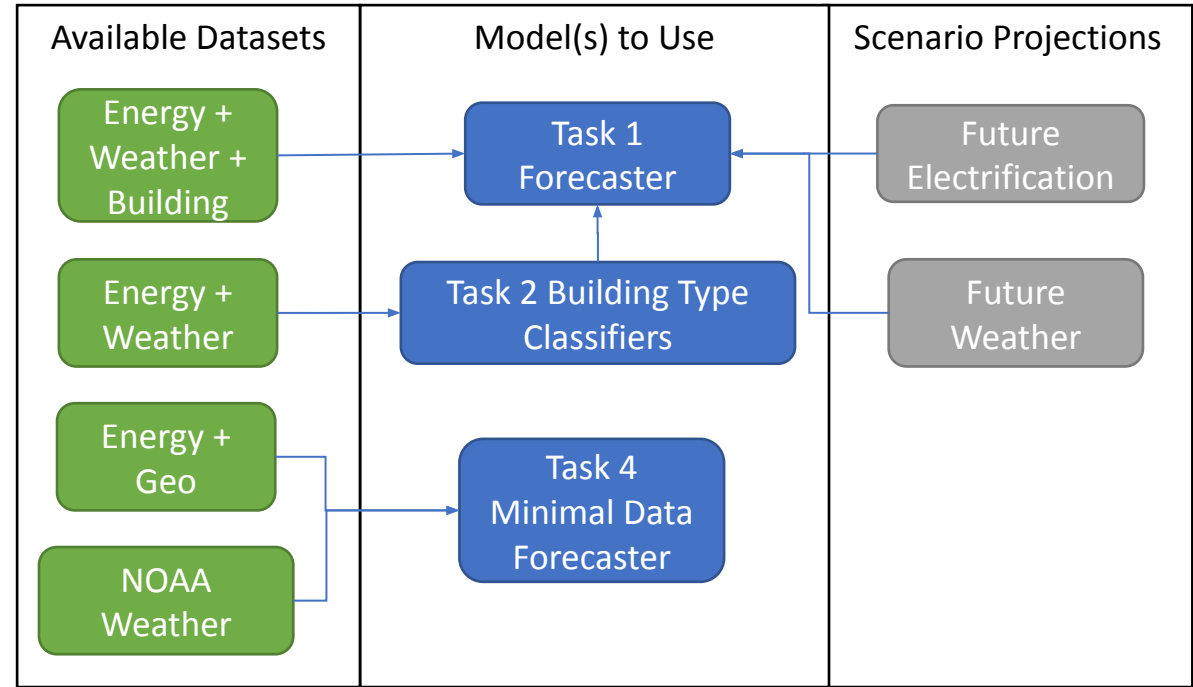 Available Datasets
Energy +
Weather +
Building
Energy +
Weather
Energy +
Geo
NOAA
Weather
Model(s) to Use
Task 1
Forecaster
Task 2 Building Type
Classifiers
Task 4
Minimal Data
Forecaster
Scenario Projections
Future
Electrification
Future
Weather